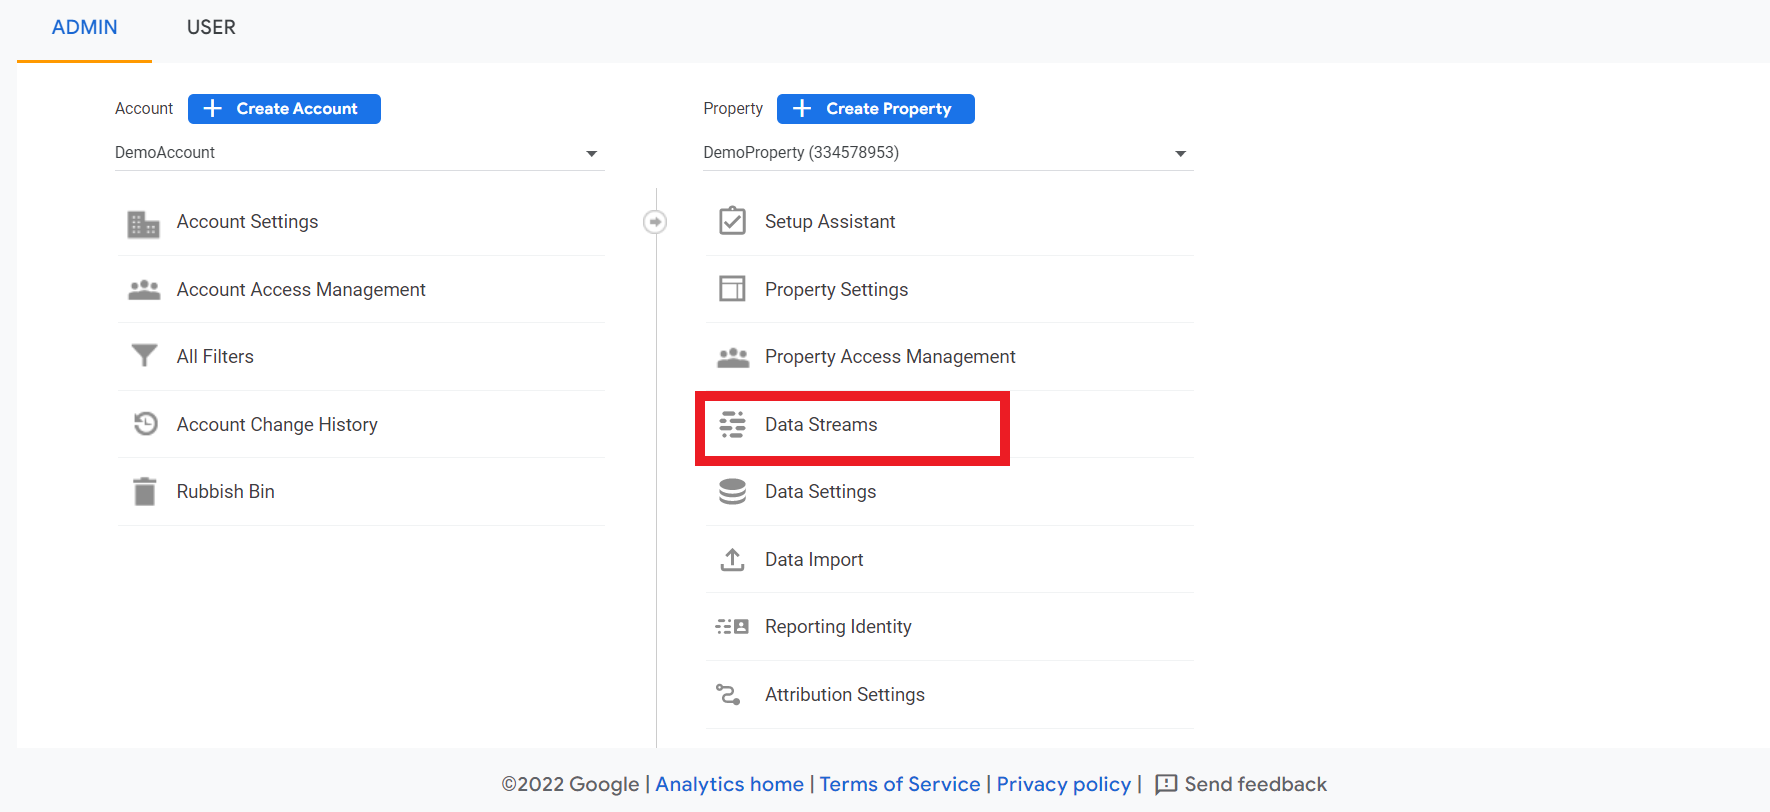 ADMIN USER
Account + Create Account
DemoAccount
Account Settings
Account Access Management
All Filters
Account Change History
Rubbish Bin
Property + Create Property
DemoProperty (334578953)
Setup Assistant
Property Settings
Property Access Management
Data Streams
Data Settings
Data Import
Reporting Identity
Attribution Settings
©2022 Google | Analytics home | Terms of Service | Privacy policy | Send feedback